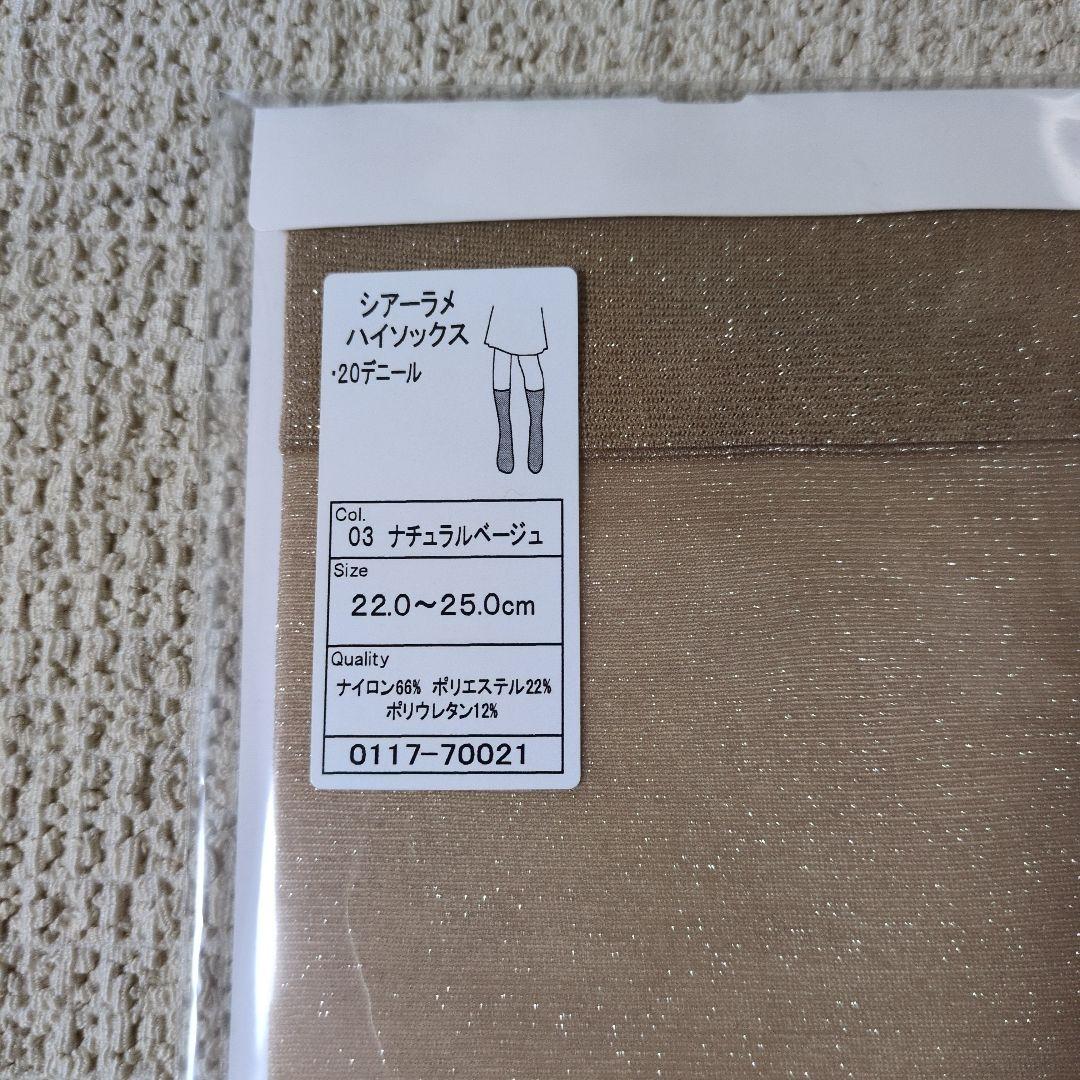 シアーラメ
ハイソックス
・20デニール
Col.
03 ナチュラルベージュ
Size
22.0～25.0cm
Quality
ナイロン66% ポリエステル22%
ポリウレタン12%
0117-70021